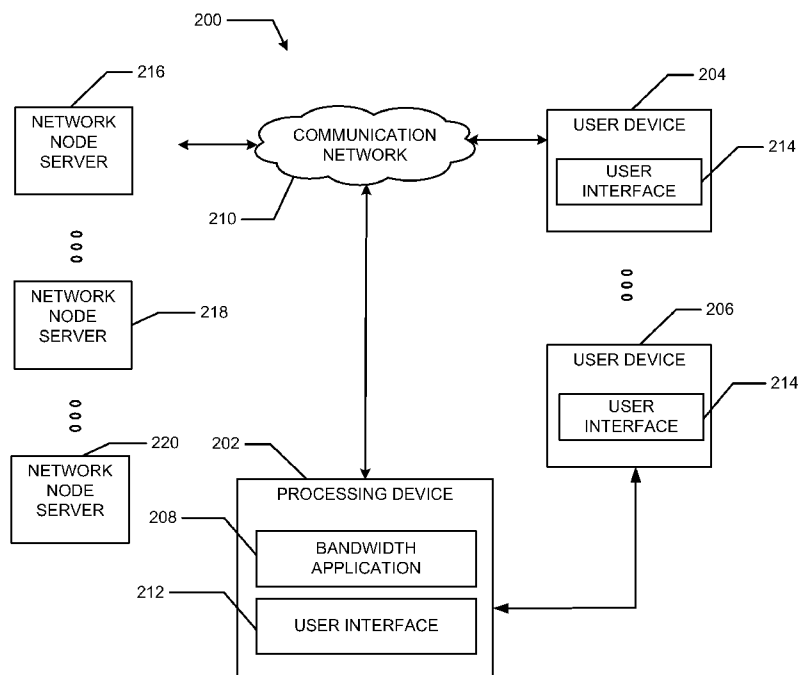 200
216
NETWORK
NODE
SERVER
COMMUNICATION
NETWORK
210
204
USER DEVICE
USER
INTERFACE
214
NETWORK
NODE
SERVER
218
206
USER DEVICE
USER
INTERFACE
214
220
NETWORK
NODE
SERVER
202
PROCESSING DEVICE
208
BANDWIDTH
APPLICATION
212
USER INTERFACE